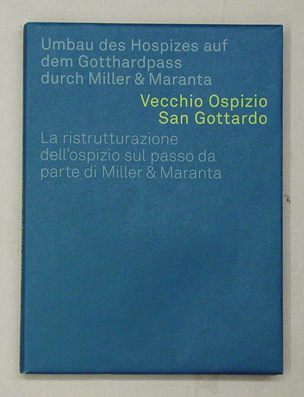 Umbau des Hospizes auf
dem Gotthardpass
durch Miller & Maranta
Vecchio Ospizio
San Gottardo
La ristrutturazione
dell'ospizio sul passo da
parte di Miller & Maranta